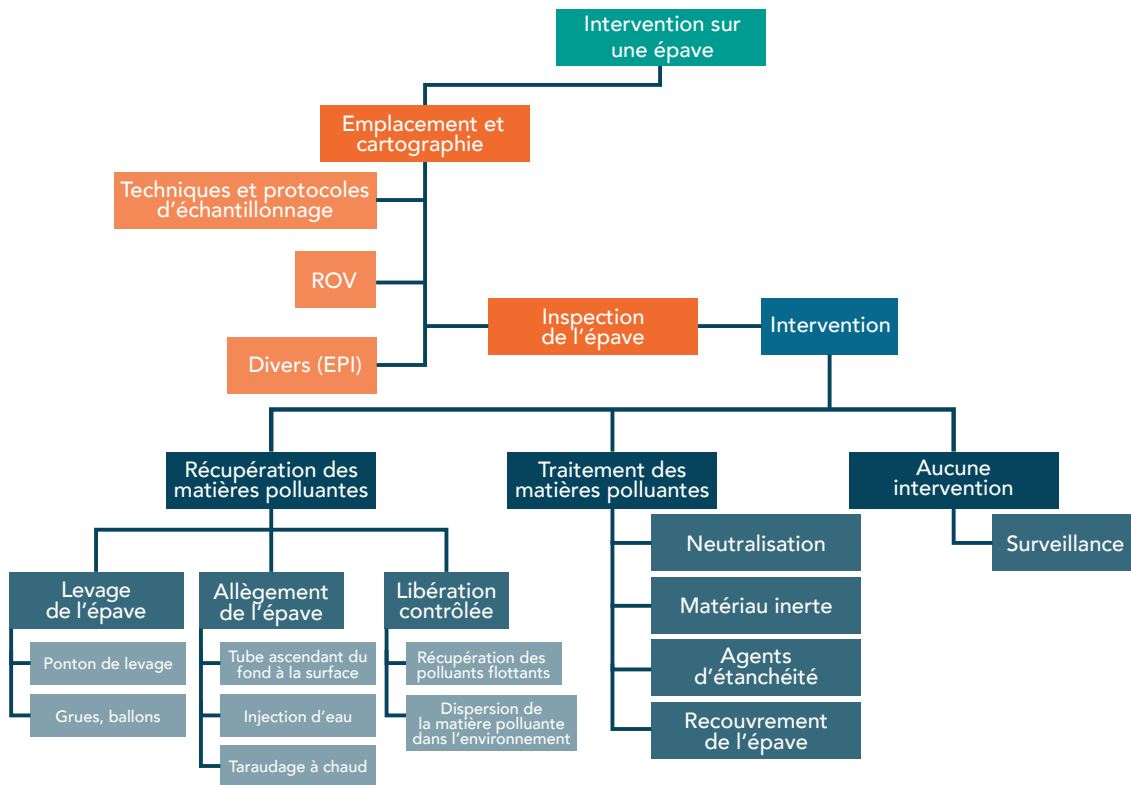 Intervention sur
une épave
Emplacement et
cartographie
Techniques et protocoles
d'échantillonnage
ROV
Divers (EPI)
Inspection
de l'épave
Intervention
Récupération des
matières polluantes
Traitement des
matières polluantes
Aucune
intervention
Levage
de l'épave
Ponton de levage
Grues, ballons
Allègement
de l'épave
Tube ascendant du
fond à la surface
Injection d'eau
Taraudage à chaud
Libération
contrôlée
Récupération des
polluants flottants
Dispersion de
la matière polluante
dans l'environnement
Neutralisation
Matériau inerte
Agents
d'étanchéité
Recouvrement
de l'épave
Surveillance